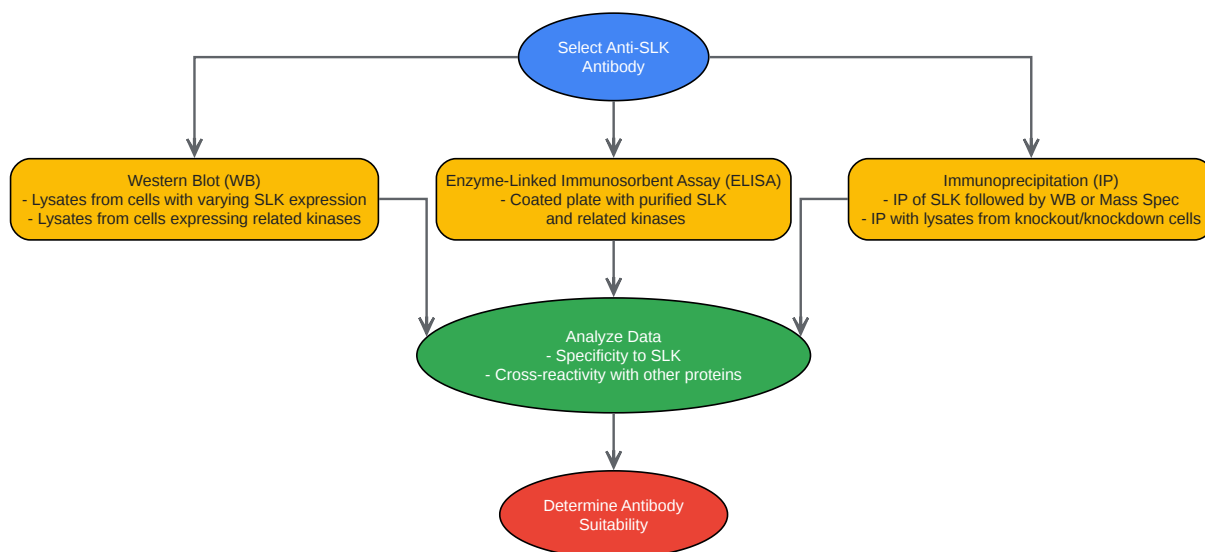 Select Anti-SLK
Antibody
Western Blot (WB)
- Lysates from cells with varying SLK expression
- Lysates from cells expressing related kinases
Enzyme-Linked Immunosorbent Assay (ELISA)
- Coated plate with purified SLK
and related kinases
Immunoprecipitation (IP)
- IP of SLK followed by WB or Mass Spec
- IP with lysates from knockout/knockdown cells
Analyze Data
- Specificity to SLK
- Cross-reactivity with other proteins
Determine Antibody
Suitability